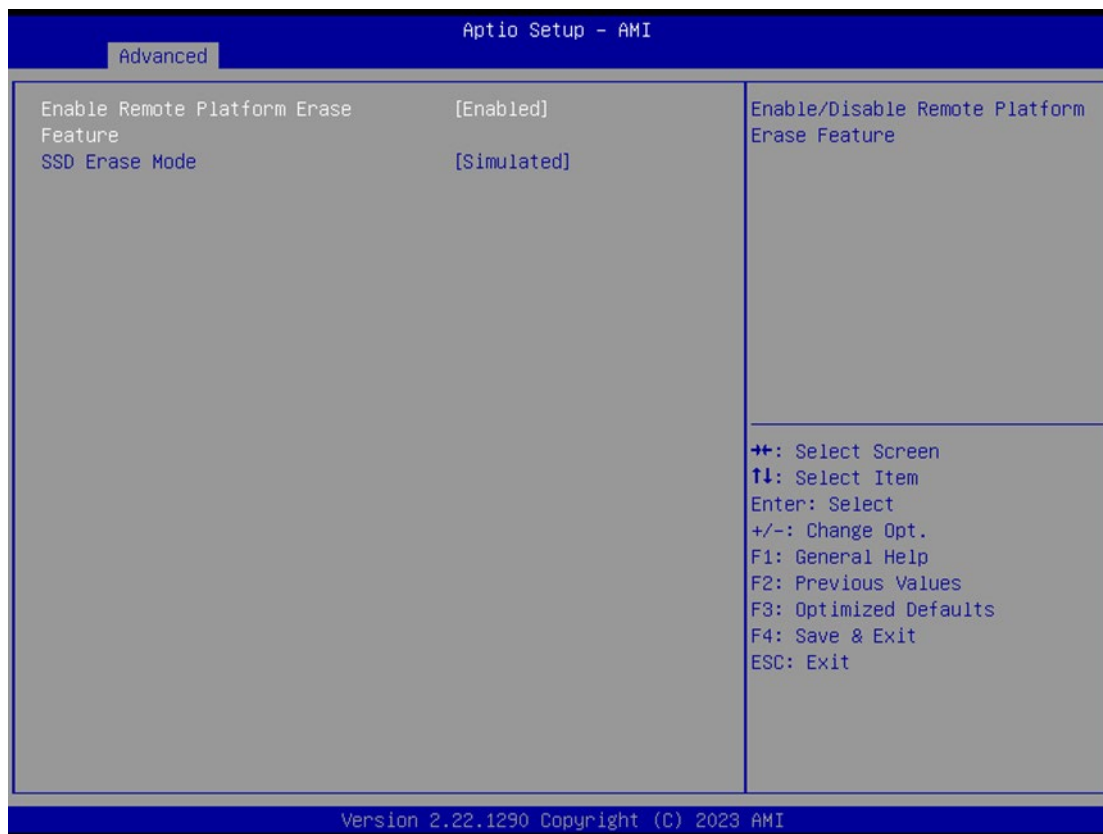 Aptio Setup – AMI
Advanced
Enable Remote Platform Erase [Enabled]
Feature
SSD Erase Mode [Simulated]
Enable/Disable Remote Platform
Erase Feature
→←: Select Screen
↑↓: Select Item
Enter: Select
+/-: Change Opt.
F1: General Help
F2: Previous Values
F3: Optimized Defaults
F4: Save & Exit
ESC: Exit
Version 2.22.1290 Copyright (C) 2023 AMI